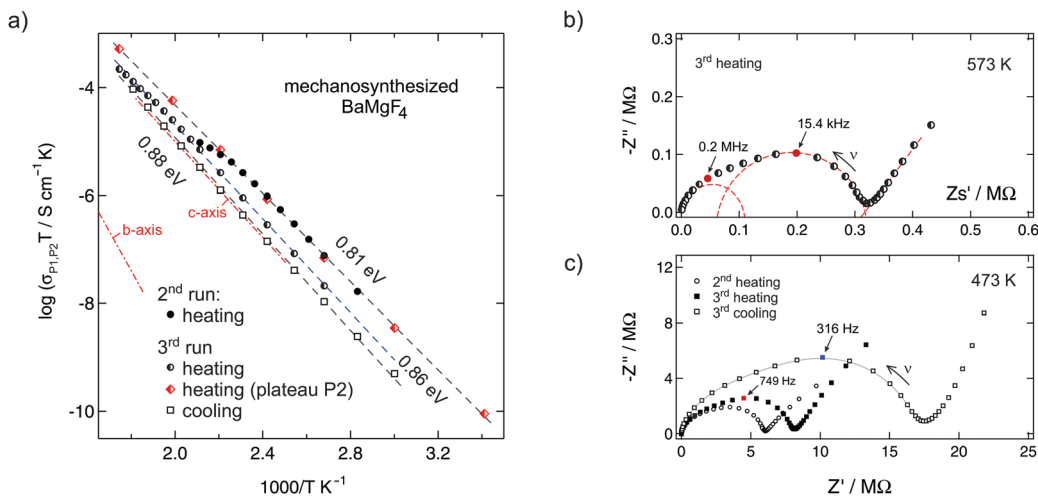 a)
-4
-6
-8
-10
log (σP1,P2T / S cm⁻¹ K)
mechanosynthesized
BaMgF₄
0.88 eV
c-axis
b-axis
0.81 eV
0.86 eV
2nd run:
heating
3rd run
heating
heating (plateau P2)
cooling
2.0 2.4 2.8 3.2
1000/T K⁻¹
b)
3rd heating
573 K
0.3
0.2
0.1
0.0
-Z'' / MΩ
0.2 MHz
15.4 kHz
ν
Zs' / MΩ
0.0 0.1 0.2 0.3 0.4 0.5 0.6
c)
473 K
2nd heating
3rd heating
3rd cooling
12
8
4
0
-Z'' / MΩ
316 Hz
749 Hz
ν
0 5 10 15 20 25
Z' / MΩ